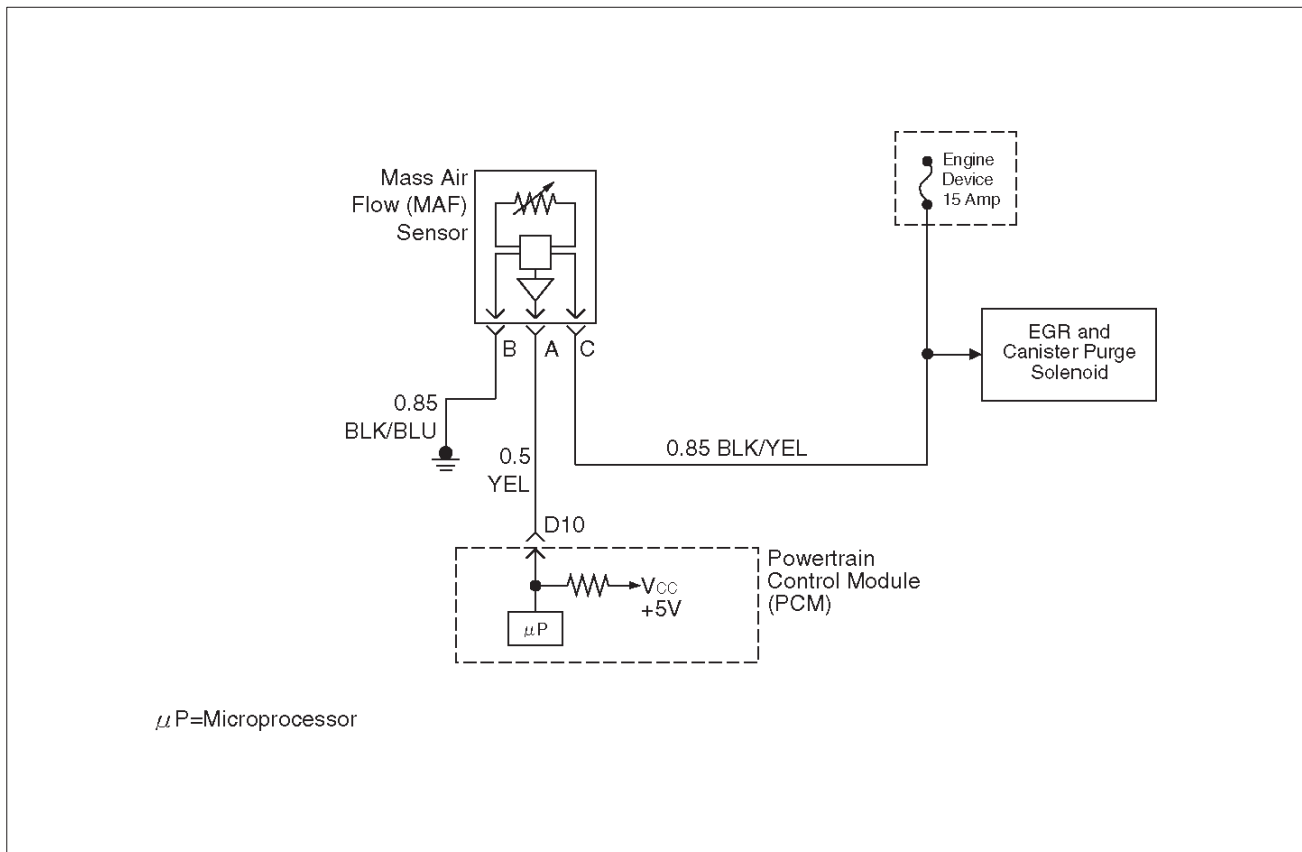 Mass Air
Flow (MAF)
Sensor
Engine
Device
15 Amp
EGR and
Canister Purge
Solenoid
B
A
C
0.85
BLK/BLU
0.5
YEL
0.85 BLK/YEL
D10
Powertrain
Control Module
(PCM)
VCC
+5V
μP
μP=Microprocessor